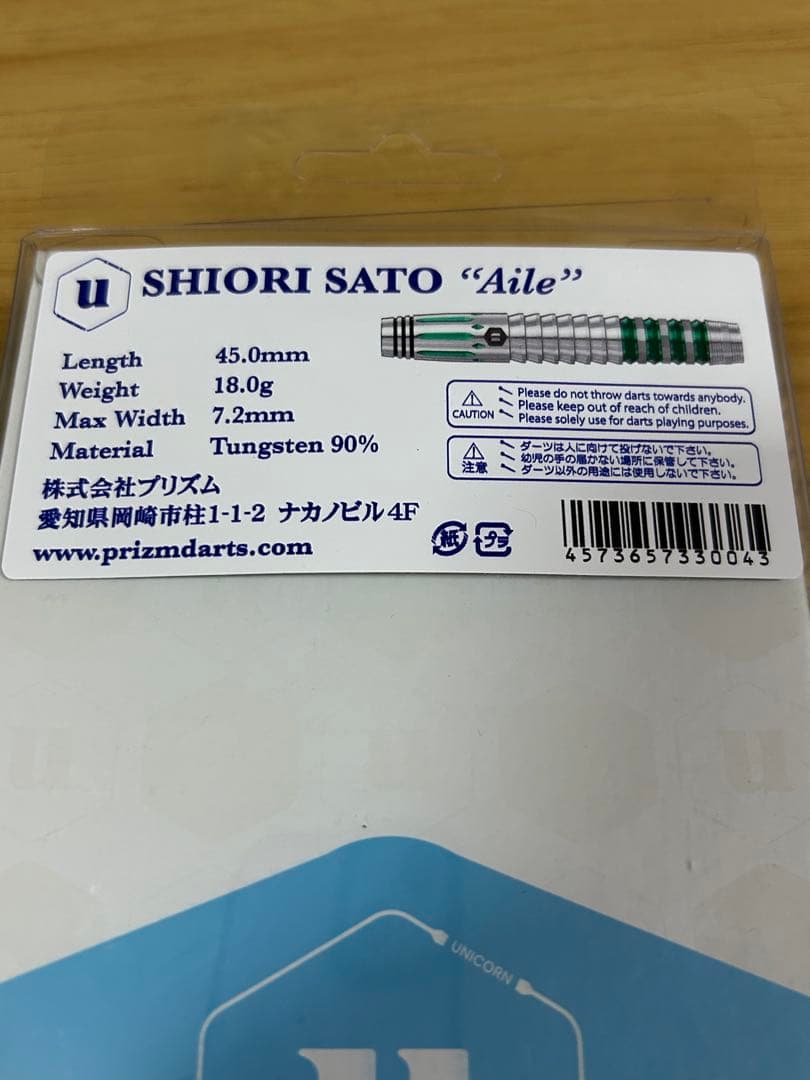 u SHIORI SATO “Aile”
Length 45.0mm
Weight 18.0g
Max Width 7.2mm
Material Tungsten 90%
CAUTION
Please do not throw darts towards anybody.
Please keep out of reach of children.
Please solely use for darts playing purposes.
注意
ダーツは人に向けて投げないで下さい。
幼児の手の届かない場所に保管して下さい。
ダーツ以外の用途には使用しないで下さい。
株式会社プリズム
愛知県岡崎市柱1-1-2 ナカノビル4F
www.prizmdarts.com
紙 プラ
4573657330043
UNICORN
u